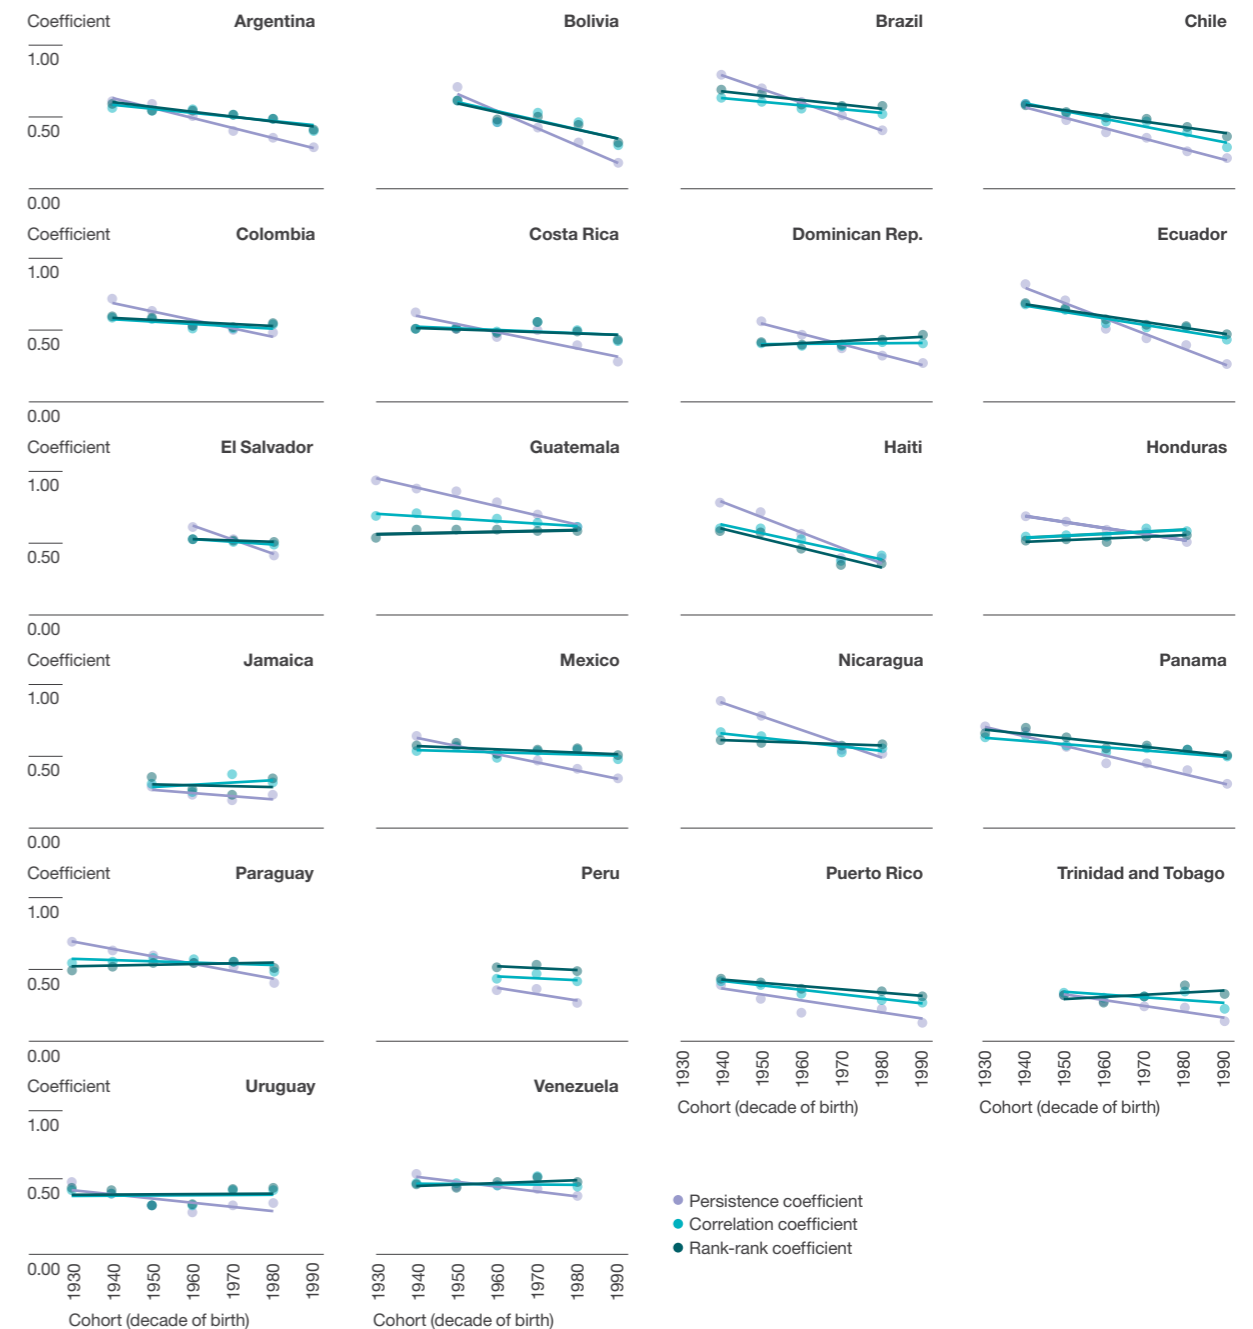 Coefficient Argentina Bolivia Brazil Chile
1.00
0.50
0.00
Coefficient Colombia Costa Rica Dominican Rep. Ecuador
1.00
0.50
0.00
Coefficient El Salvador Guatemala Haiti Honduras
1.00
0.50
0.00
Coefficient Jamaica Mexico Nicaragua Panama
1.00
0.50
0.00
Coefficient Paraguay Peru Puerto Rico Trinidad and Tobago
1.00
0.50
0.00
1930 1940 1950 1960 1970 1980 1990 1930 1940 1950 1960 1970 1980 1990
Cohort (decade of birth) Cohort (decade of birth)
Coefficient Uruguay Venezuela
1.00
0.50
0.00
1930 1940 1950 1960 1970 1980 1990 1930 1940 1950 1960 1970 1980 1990
Cohort (decade of birth) Cohort (decade of birth)
Persistence coefficient
Correlation coefficient
Rank-rank coefficient